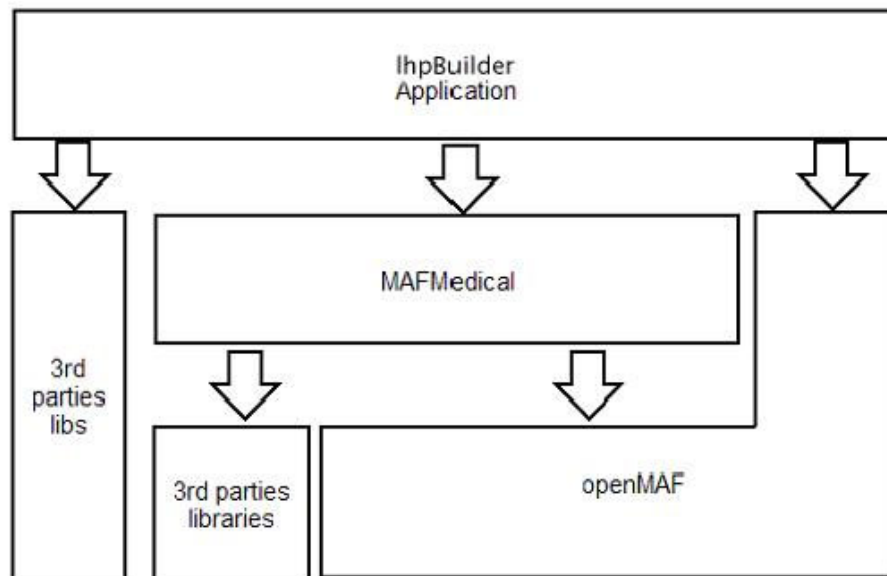 lhpBuilder
Application
MAFMedical
3rd
parties
libs
3rd parties
libraries
openMAF